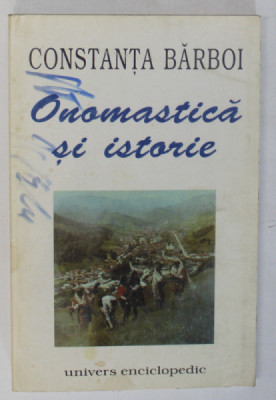 CONSTANȚA BĂRBOI
Onomastică
și istorie
univers enciclopedic